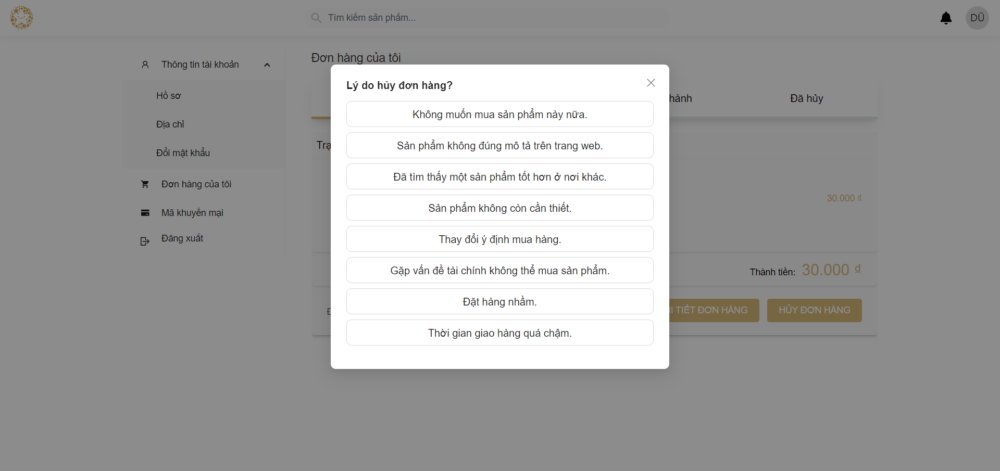 Tìm kiếm sản phẩm...
DŨ
Thông tin tài khoản
Hồ sơ
Địa chỉ
Đổi mật khẩu
Đơn hàng của tôi
Mã khuyến mại
Đăng xuất
Đơn hàng của tôi
hành
Đã hủy
Trạ
30.000 ₫
Thành tiền: 30.000 ₫
I TIẾT ĐƠN HÀNG
HỦY ĐƠN HÀNG
Lý do hủy đơn hàng?
Không muốn mua sản phẩm này nữa.
Sản phẩm không đúng mô tả trên trang web.
Đã tìm thấy một sản phẩm tốt hơn ở nơi khác.
Sản phẩm không còn cần thiết.
Thay đổi ý định mua hàng.
Gặp vấn đề tài chính không thể mua sản phẩm.
Đặt hàng nhầm.
Thời gian giao hàng quá chậm.